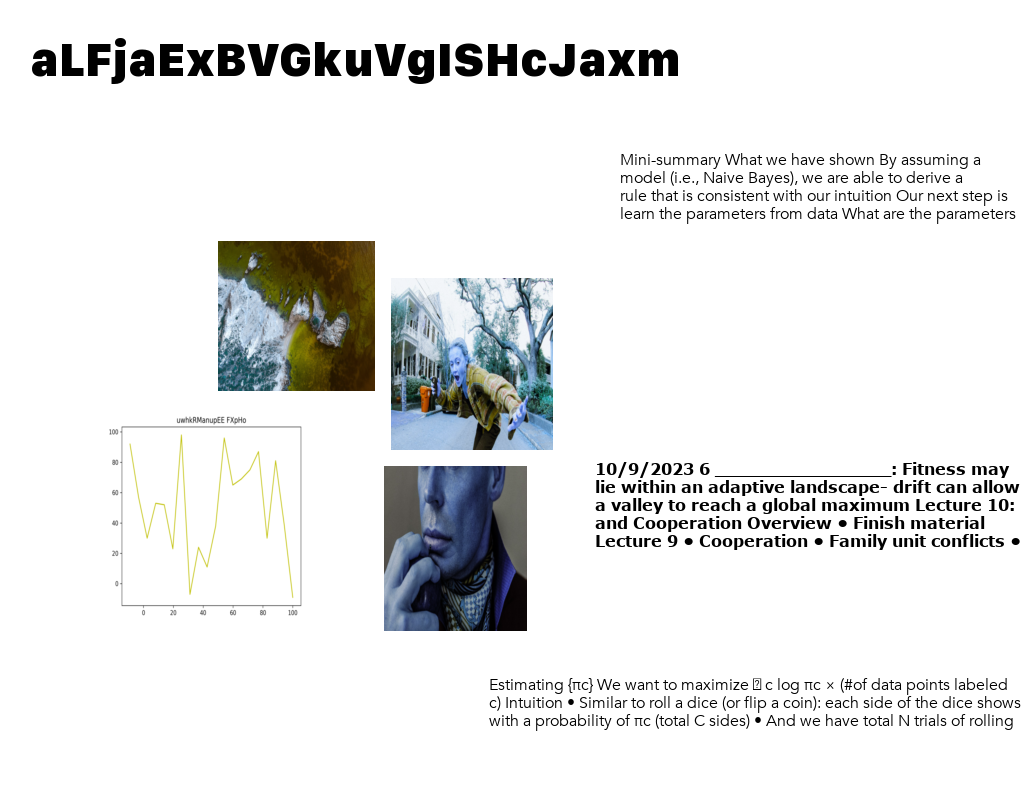 aLFjaExBVGkuVgISHcJaxm
Mini-summary What we have shown By assuming a
model (i.e., Naive Bayes), we are able to derive a
rule that is consistent with our intuition Our next step is
learn the parameters from data What are the parameters
uwhkRManupEE FXpHo
100
80
60
40
20
0
0 20 40 60 80 100
10/9/2023 6 ____________________: Fitness may
lie within an adaptive landscape- drift can allow
a valley to reach a global maximum Lecture 10:
and Cooperation Overview • Finish material
Lecture 9 • Cooperation • Family unit conflicts •
Estimating {πc} We want to maximize c log πc × (#of data points labeled
c) Intuition • Similar to roll a dice (or flip a coin): each side of the dice shows
with a probability of πc (total C sides) • And we have total N trials of rolling